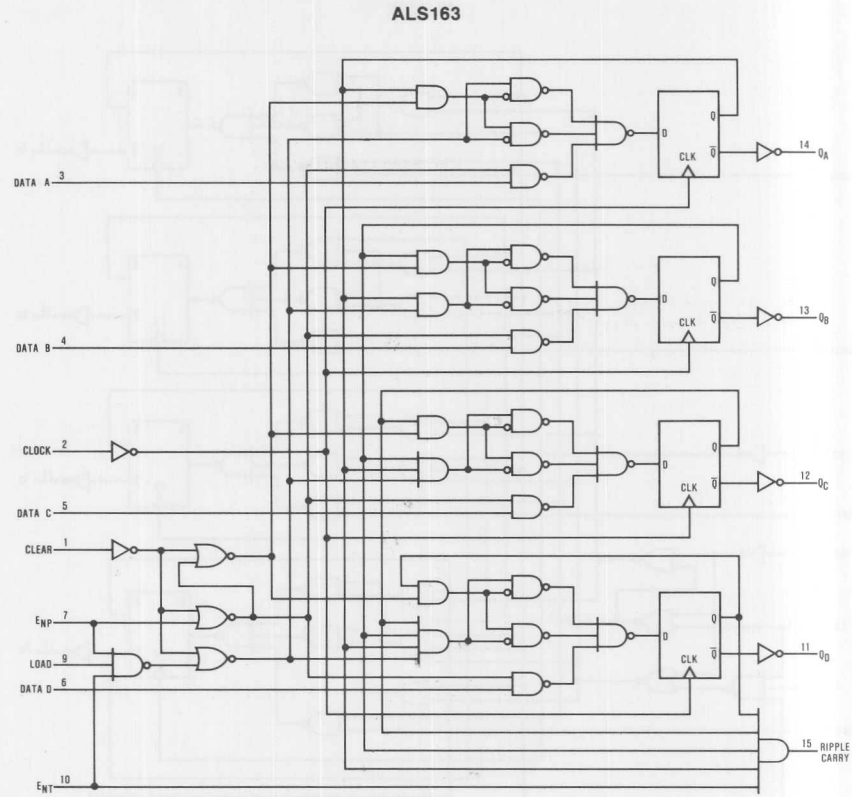 ALS163
Q
D
CLK
Q̅
14 QA
DATA A 3
Q
D
CLK
Q̅
13 QB
DATA B 4
Q
D
CLK
Q̅
12 QC
CLOCK 2
DATA C 5
CLEAR 1
ENP 7
LOAD 9
DATA D 6
Q
D
CLK
Q̅
11 QD
15 RIPPLE
CARRY
ENT 10